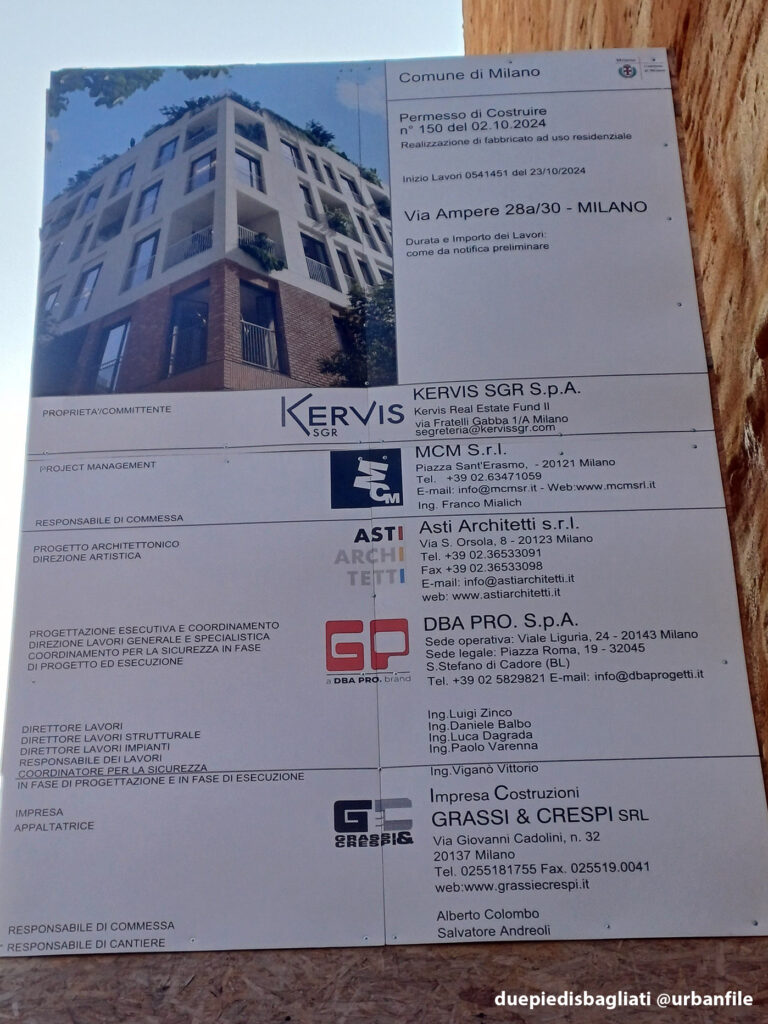 Comune di Milano
Permesso di Costruire
n° 150 del 02.10.2024
Realizzazione di fabbricato ad uso residenziale
Inizio Lavori 0541451 del 23/10/2024
Via Ampere 28a/30 - MILANO
Durata e Importo dei Lavori:
come da notifica preliminare
PROPRIETA'/COMMITTENTE
KERVIS
SGR
KERVIS SGR S.p.A.
Kervis Real Estate Fund II
via Fratelli Gabba 1/A Milano
segreteria@kervissgr.com
PROJECT MANAGEMENT
RESPONSABILE DI COMMESSA
MCM
MCM S.r.l.
Piazza Sant'Erasmo, - 20121 Milano
Tel. +39 02.63471059
E-mail: info@mcmsr.it - Web:www.mcmsrl.it
Ing. Franco Mialich
PROGETTO ARCHITETTONICO
DIREZIONE ARTISTICA
ASTI
ARCHI
TETTI
Asti Architetti s.r.l.
Via S. Orsola, 8 - 20123 Milano
Tel. +39 02.36533091
Fax +39 02.36533098
E-mail: info@astiarchitetti.it
web: www.astiarchitetti.it
PROGETTAZIONE ESECUTIVA E COORDINAMENTO
DIREZIONE LAVORI GENERALE E SPECIALISTICA
COORDINAMENTO PER LA SICUREZZA IN FASE
DI PROGETTO ED ESECUZIONE
GP
a DBA PRO. brand
DBA PRO. S.p.A.
Sede operativa: Viale Liguria, 24 - 20143 Milano
Sede legale: Piazza Roma, 19 - 32045
S.Stefano di Cadore (BL)
Tel. +39 02 5829821 E-mail: info@dbaprogetti.it
DIRETTORE LAVORI
DIRETTORE LAVORI STRUTTURALE
DIRETTORE LAVORI IMPIANTI
RESPONSABILE DEI LAVORI
COORDINATORE PER LA SICUREZZA
IN FASE DI PROGETTAZIONE E IN FASE DI ESECUZIONE
Ing.Luigi Zinco
Ing.Daniele Balbo
Ing.Luca Dagrada
Ing.Paolo Varenna
Ing.Viganò Vittorio
IMPRESA
APPALTATRICE
GC
GRASSI&
CRESPI
Impresa Costruzioni
GRASSI & CRESPI SRL
Via Giovanni Cadolini, n. 32
20137 Milano
Tel. 0255181755 Fax. 025519.0041
web:www.grassiecrespi.it
RESPONSABILE DI COMMESSA
RESPONSABILE DI CANTIERE
Alberto Colombo
Salvatore Andreoli
duepiedisbagliati @urbanfile